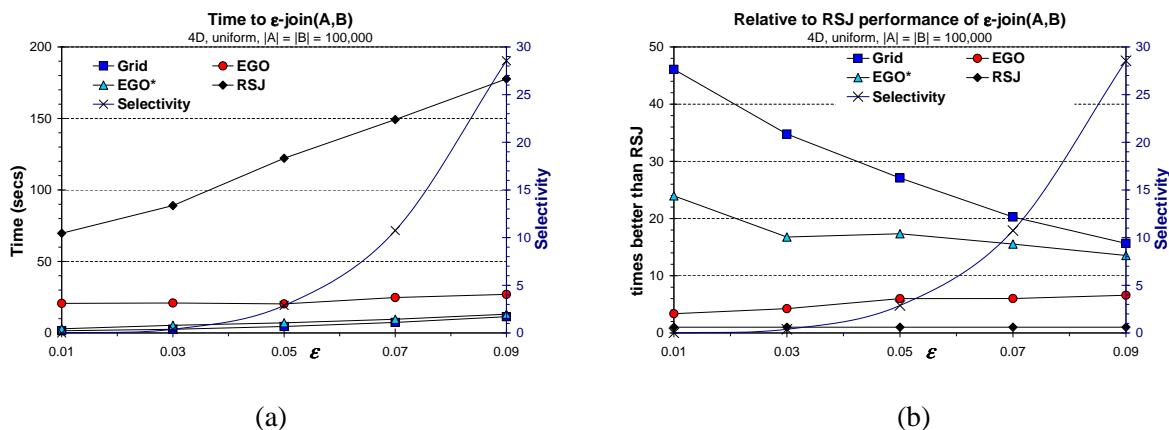 Time to ε-join(A,B)
4D, uniform, |A| = |B| = 100,000
Grid EGO
EGO* RSJ
Selectivity
Time (secs)
200
150
100
50
0
Selectivity
30
25
20
15
10
5
0
0.01 0.03 0.05 0.07 0.09
ε
(a)
Relative to RSJ performance of ε-join(A,B)
4D, uniform, |A| = |B| = 100,000
Grid EGO
EGO* RSJ
Selectivity
times better than RSJ
50
40
30
20
10
0
Selectivity
30
25
20
15
10
5
0
0.01 0.03 0.05 0.07 0.09
ε
(b)